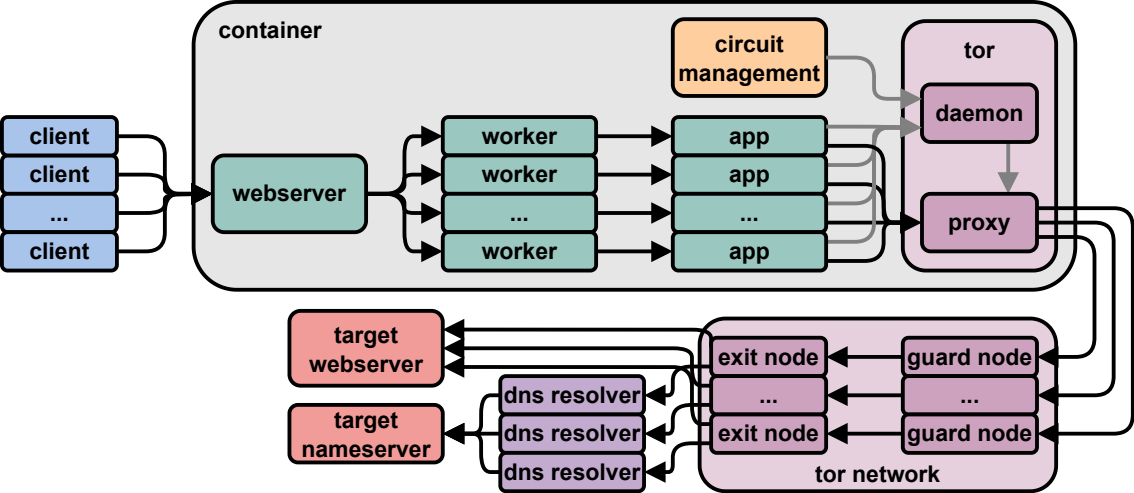 container
circuit
management
tor
daemon
proxy
client
client
...
client
webserver
worker
worker
...
worker
app
app
...
app
target
webserver
target
nameserver
dns resolver
dns resolver
dns resolver
exit node
...
exit node
guard node
...
guard node
tor network